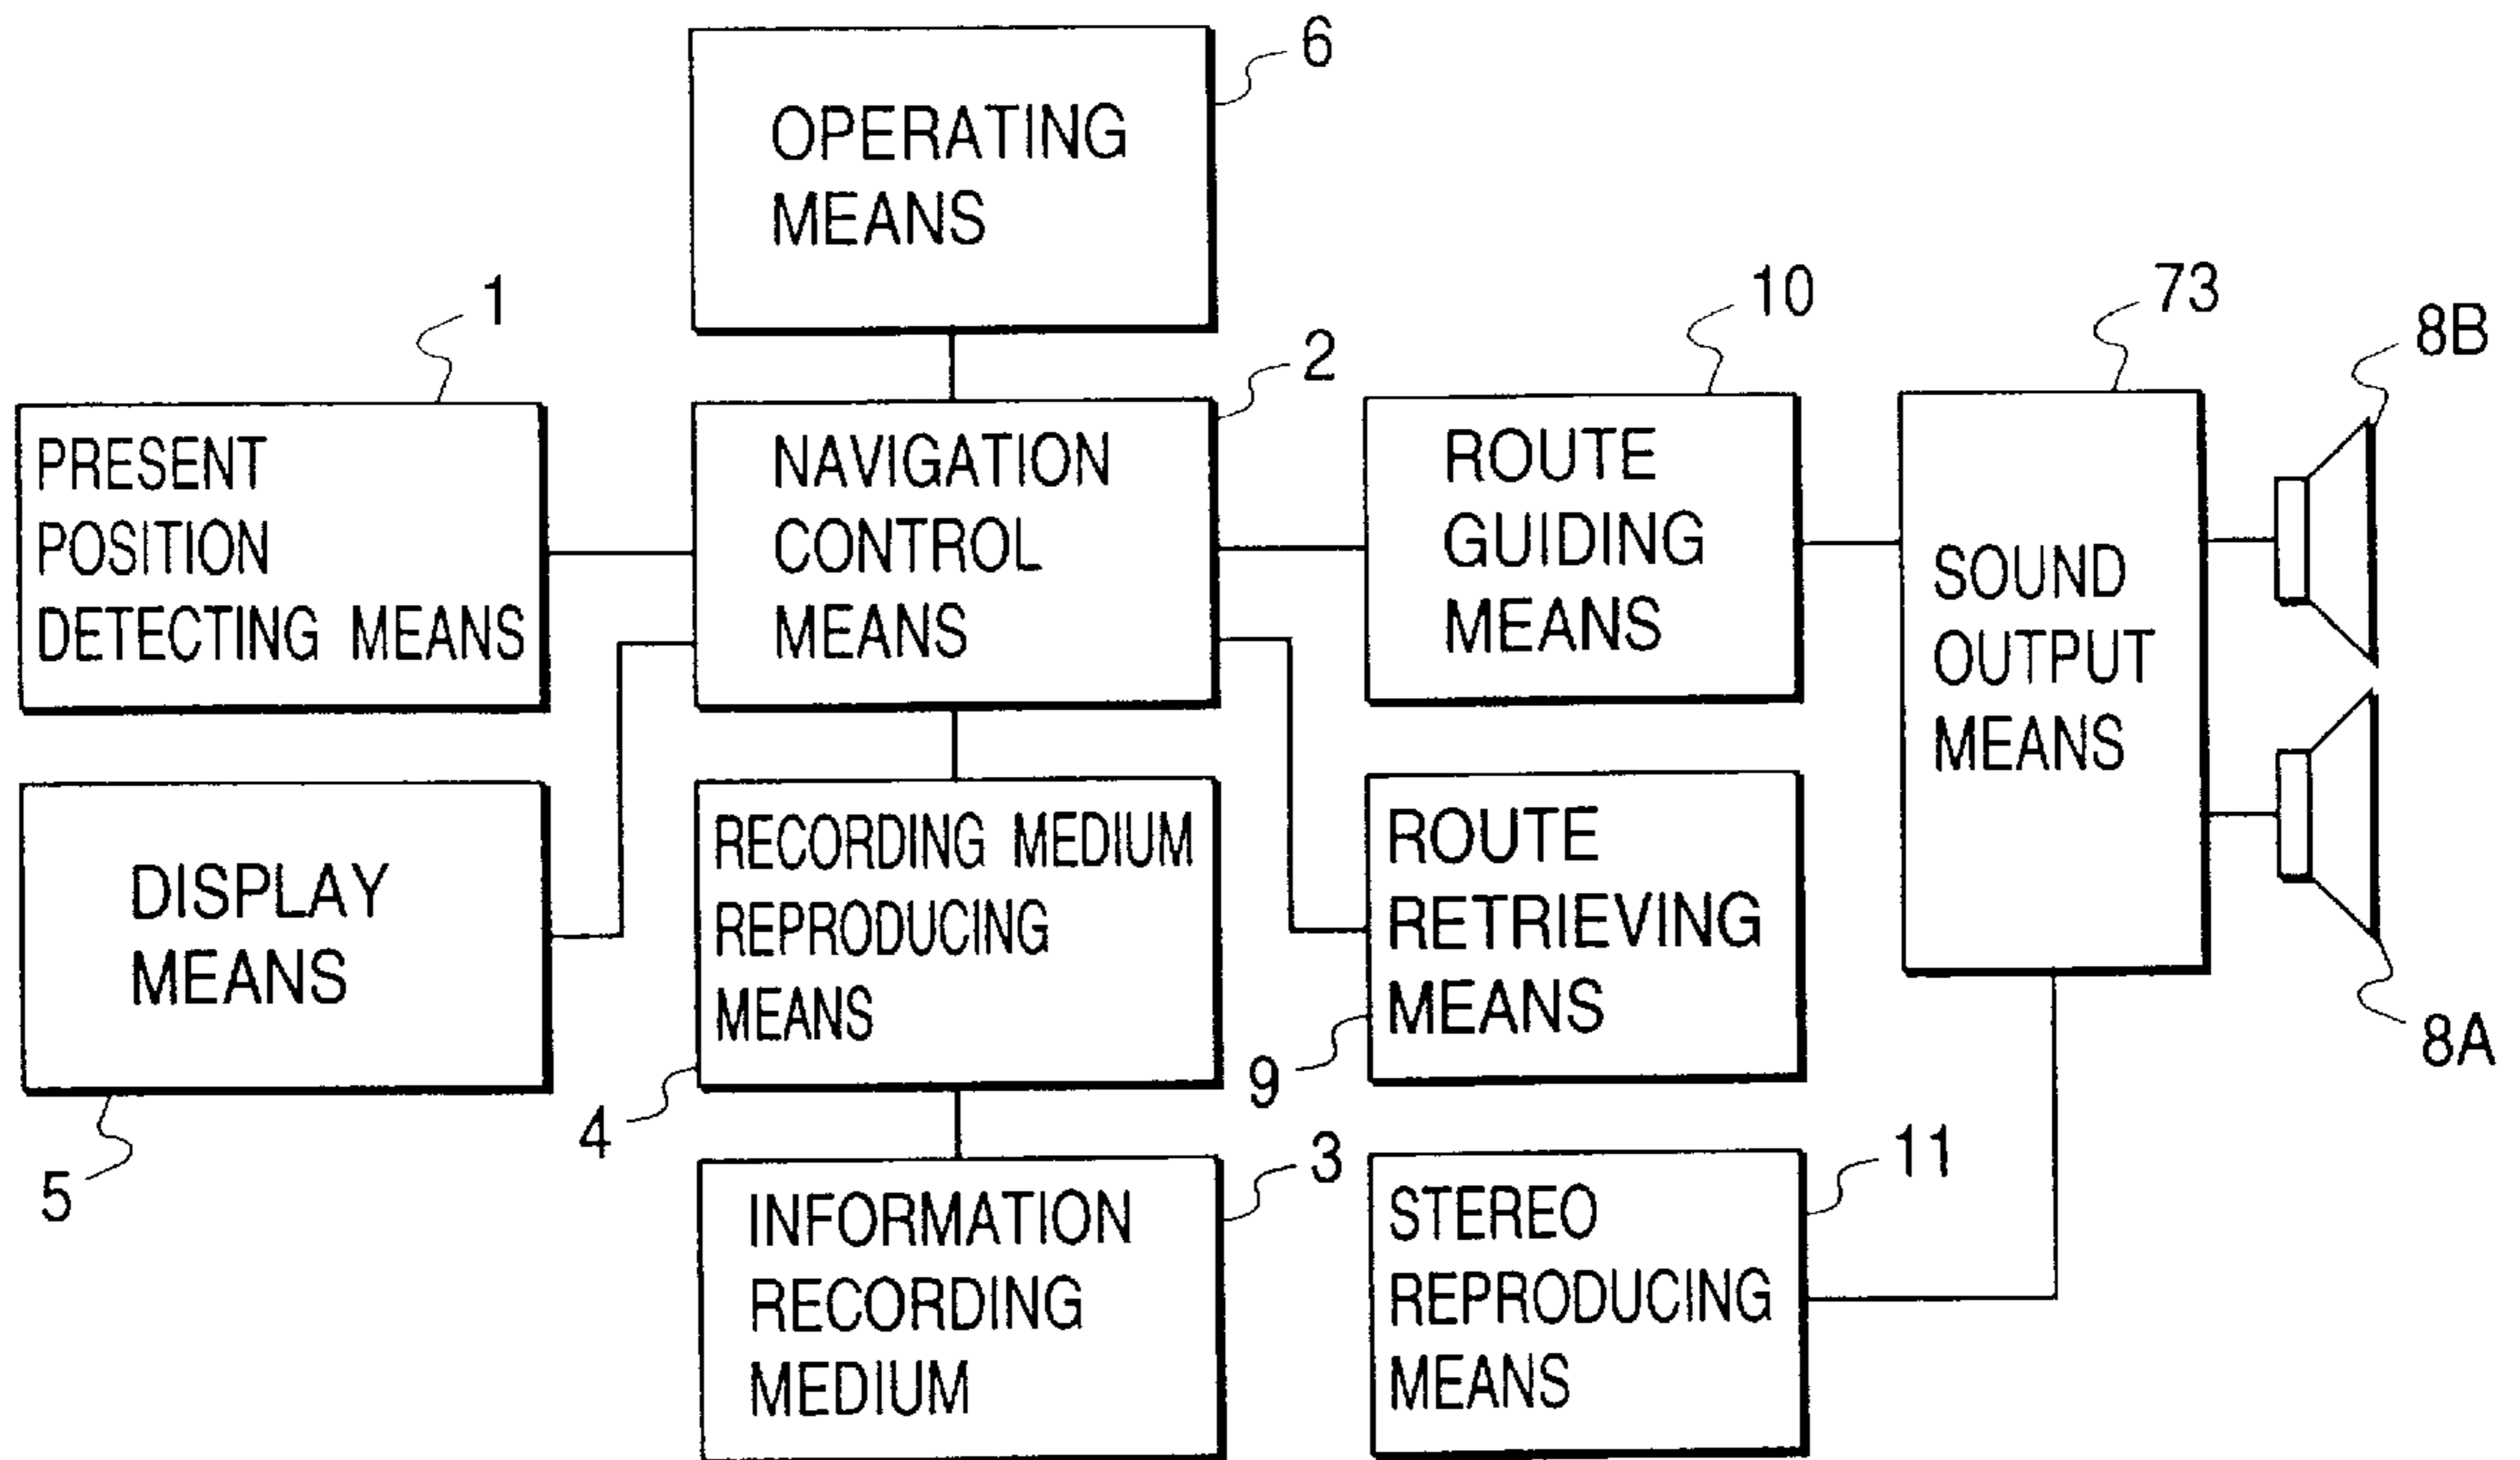 6
OPERATING
MEANS
1
PRESENT
POSITION
DETECTING MEANS
2
NAVIGATION
CONTROL
MEANS
10
ROUTE
GUIDING
MEANS
73
SOUND
OUTPUT
MEANS
8B
8A
DISPLAY
MEANS
5
RECORDING MEDIUM
REPRODUCING
MEANS
4
ROUTE
RETRIEVING
MEANS
9
INFORMATION
RECORDING
MEDIUM
3
STEREO
REPRODUCING
MEANS
11